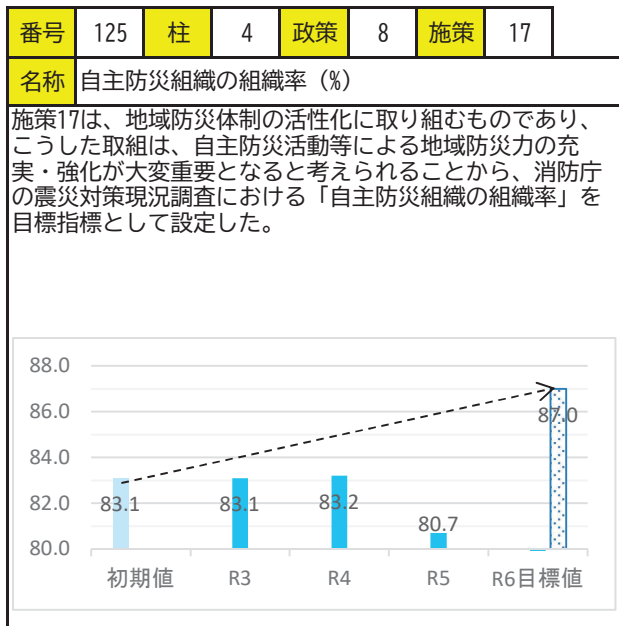 番号 125 柱 4 政策 8 施策 17
名称 自主防災組織の組織率（%）
施策17は、地域防災体制の活性化に取り組むものであり、
こうした取組は、自主防災活動等による地域防災力の充
実・強化が大変重要となると考えられることから、消防庁
の震災対策現況調査における「自主防災組織の組織率」を
目標指標として設定した。
88.0
86.0
84.0
82.0
80.0
83.1
83.1
83.2
80.7
87.0
初期値 R3 R4 R5 R6目標値